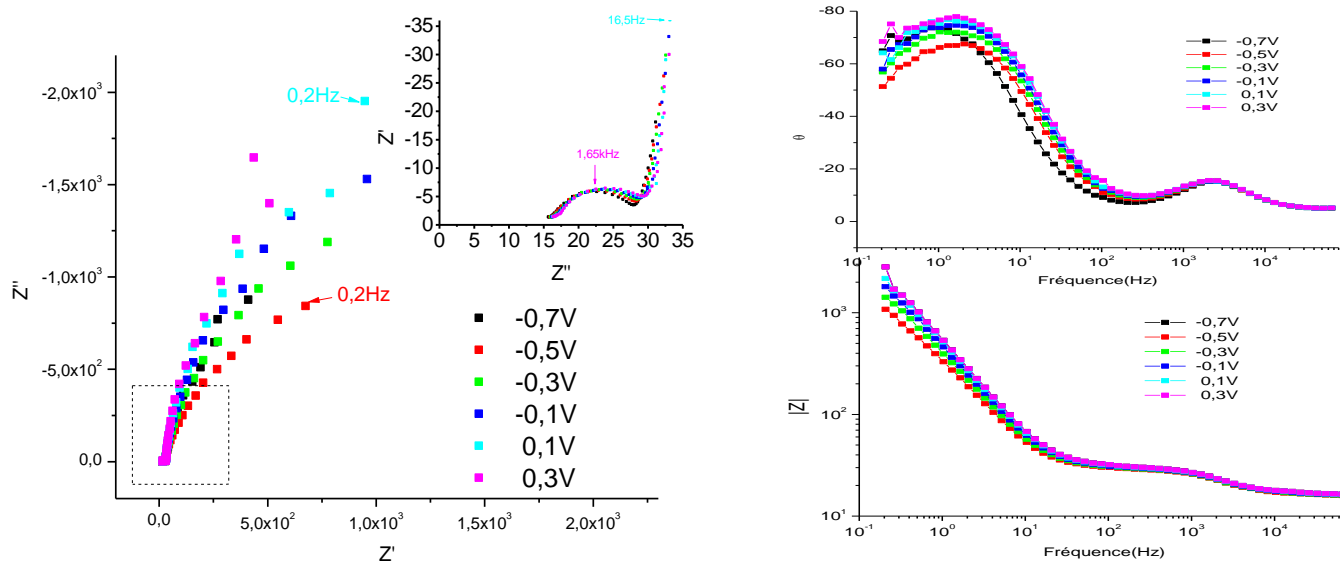 Z''
-2,0x10³
-1,5x10³
-1,0x10³
-5,0x10²
0,0
0,0
5,0x10²
1,0x10³
1,5x10³
2,0x10³
Z'
0,2Hz
0,2Hz
-0,7V
-0,5V
-0,3V
-0,1V
0,1V
0,3V
Z'
-35
-30
-25
-20
-15
-10
-5
0
0
5
10
15
20
25
30
35
Z''
16,5Hz
1,65kHz
θ
-80
-60
-40
-20
0
10⁻¹
10⁰
10¹
10²
10³
10⁴
Fréquence(Hz)
-0,7V
-0,5V
-0,3V
-0,1V
0,1V
0,3V
|Z|
10³
10²
10¹
10⁻¹
10⁰
10¹
10²
10³
10⁴
Fréquence(Hz)
-0,7V
-0,5V
-0,3V
-0,1V
0,1V
0,3V